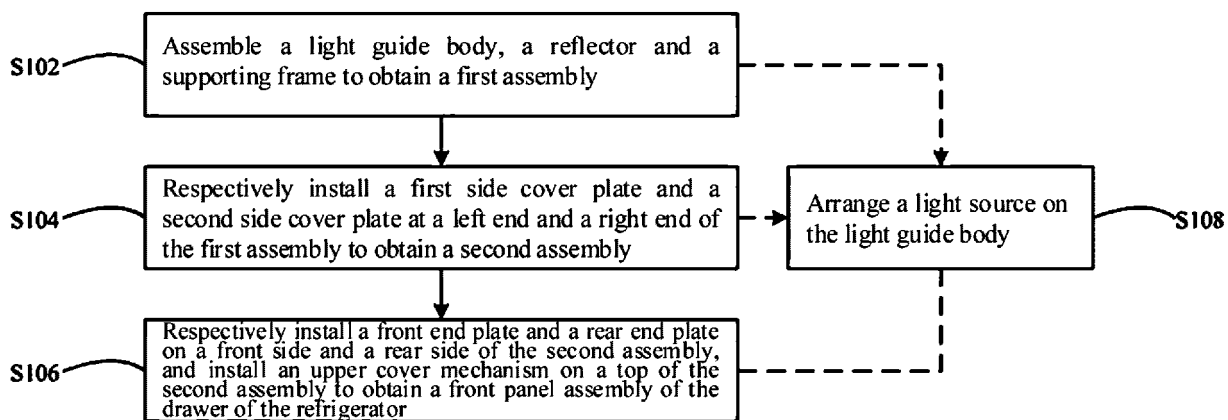 S102
Assemble a light guide body, a reflector and a
supporting frame to obtain a first assembly
S104
Respectively install a first side cover plate and a
second side cover plate at a left end and a right end of
the first assembly to obtain a second assembly
Arrange a light source on
the light guide body
S108
S106
Respectively install a front end plate and a rear end plate
on a front side and a rear side of the second assembly,
and install an upper cover mechanism on a top of
the second assembly to obtain a front panel assembly of the
drawer of the refrigerator